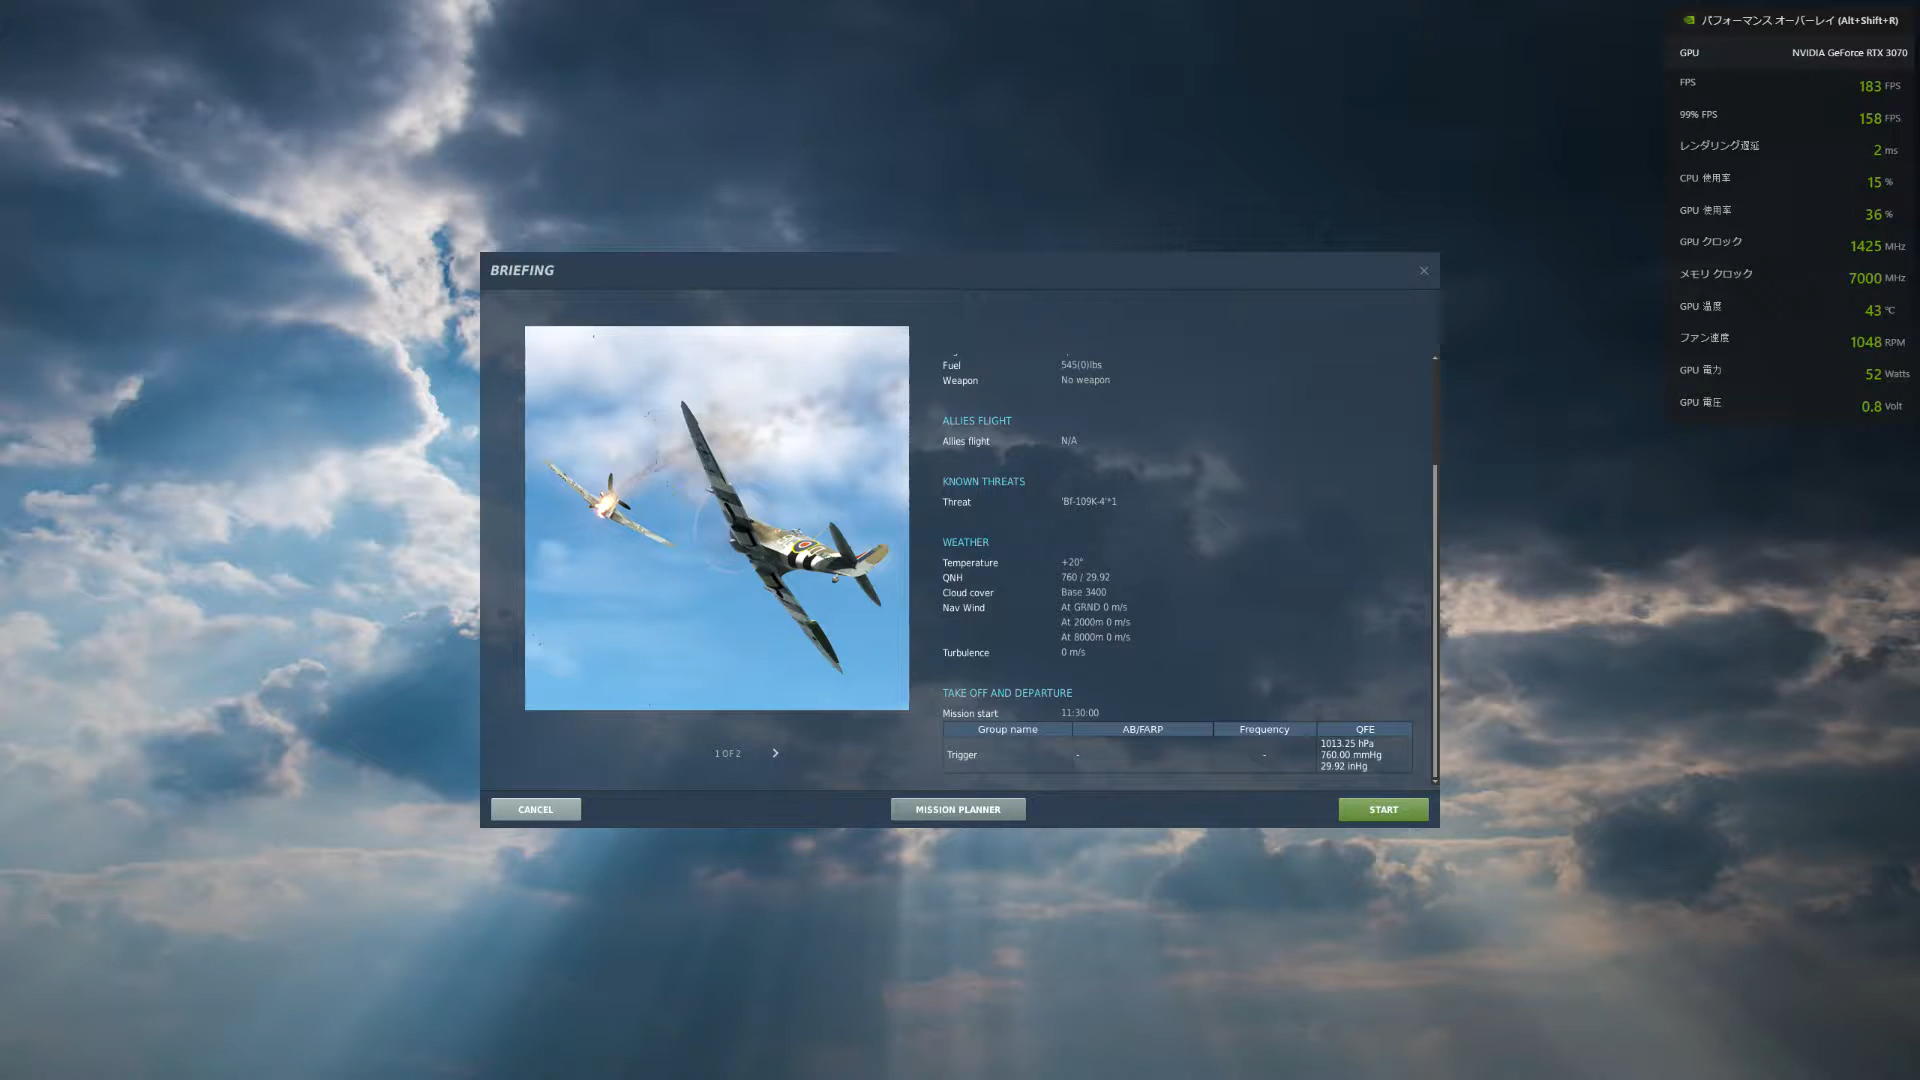 パフォーマンス オーバーレイ (Alt+Shift+R)
GPU NVIDIA GeForce RTX 3070
FPS 183 FPS
99% FPS 158 FPS
レンダリング遅延 2 ms
CPU 使用率 15 %
GPU 使用率 36 %
GPU クロック 1425 MHz
メモリ クロック 7000 MHz
GPU 温度 43 ℃
ファン速度 1048 RPM
GPU 電力 52 Watts
GPU 電圧 0.8 Volt
BRIEFING
Fuel 545(0)lbs
Weapon No weapon
ALLIES FLIGHT
Allies flight N/A
KNOWN THREATS
Threat 'Bf-109K-4'*1
WEATHER
Temperature +20°
QNH 760 / 29.92
Cloud cover Base 3400
Nav Wind At GRND 0 m/s
At 2000m 0 m/s
At 8000m 0 m/s
Turbulence 0 m/s
TAKE OFF AND DEPARTURE
Mission start 11:30:00
Group name AB/FARP Frequency QFE
Trigger - - 1013.25 hPa
760.00 mmHg
29.92 inHg
1 OF 2
CANCEL MISSION PLANNER START